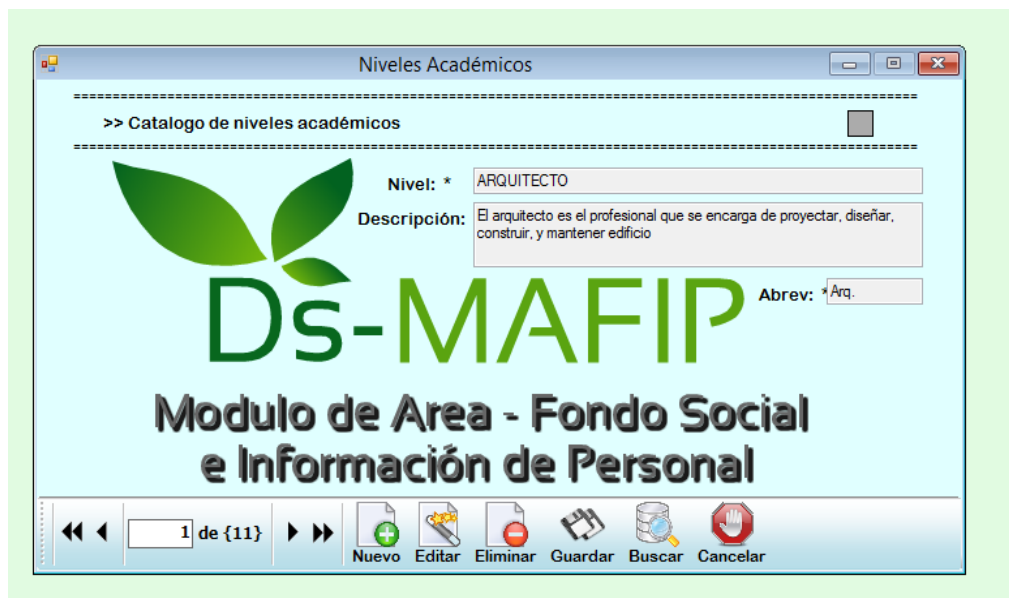 Niveles Académicos
>> Catalogo de niveles académicos
Nivel: * ARQUITECTO
Descripción: El arquitecto es el profesional que se encarga de proyectar, diseñar,
construir, y mantener edificio
Abrev: * Arq.
Ds-MAFIP
Modulo de Area - Fondo Social
e Información de Personal
1 de {11}
Nuevo Editar Eliminar Guardar Buscar Cancelar